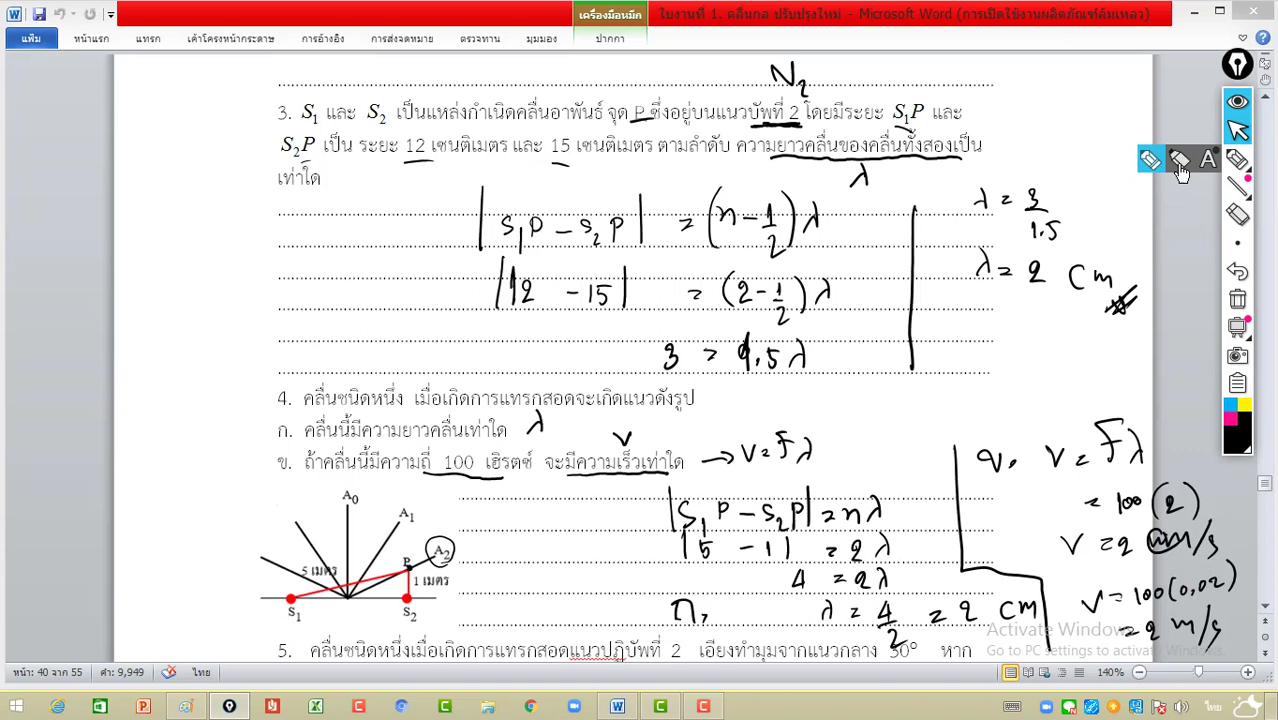 ใบงานที่ 1. คลื่นกล ปรับปรุงใหม่ - Microsoft Word (การเปิดใช้งานผลิตภัณฑ์ล้มเหลว)
เครื่องมือหมึก
แฟ้ม หน้าแรก แทรก เค้าโครงหน้ากระดาษ การอ้างอิง การส่งจดหมาย ตรวจทาน มุมมอง ปากกา
N₂
3. S₁ และ S₂ เป็นแหล่งกำเนิดคลื่นอาพันธ์ จุด P ซึ่งอยู่บนแนวบัพที่ 2 โดยมีระยะ S₁P และ
S₂P เป็น ระยะ 12 เซนติเมตร และ 15 เซนติเมตร ตามลำดับ ความยาวคลื่นของคลื่นทั้งสองเป็น
เท่าใด
λ
|S₁P - S₂P| = (n - 1/2) λ
|12 - 15| = (2 - 1/2) λ
3 = 1.5 λ
λ = 3/1.5
λ = 2 cm
4. คลื่นชนิดหนึ่ง เมื่อเกิดการแทรกสอดจะเกิดแนวดังรูป
ก. คลื่นนี้มีความยาวคลื่นเท่าใด λ
v
ข. ถ้าคลื่นนี้มีความถี่ 100 เฮิรตซ์ จะมีความเร็วเท่าใด → v = fλ
|S₁P - S₂P| = nλ
|5 - 1| = 2λ
4 = 2λ
ก. λ = 4/2 = 2 cm
ข. v = fλ
= 100 (2)
v = 2 m/s
v = 100 (0.02)
= 2 m/s
A₀
A₁
A₂
P
5 เมตร
1 เมตร
S₁ S₂
5. คลื่นชนิดหนึ่งเมื่อเกิดการแทรกสอดแนวปฏิบัพที่ 2 เอียงทำมุมจากแนวกลาง 30° หาก
Activate Windows
Go to PC settings to activate Windows.
หน้า: 40 จาก 55 คำ: 9,949 ไทย 140%
ไทย